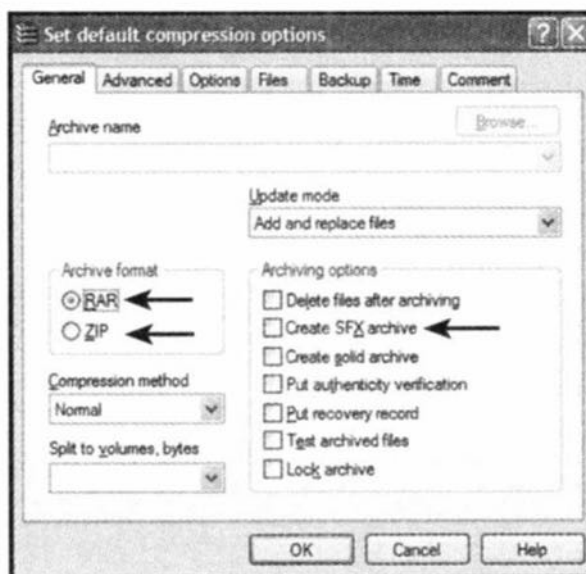 Set default compression options
General Advanced Options Files Backup Time Comment
Archive name
Browse...
Update mode
Add and replace files
Archive format
RAR
ZIP
Compression method
Normal
Split to volumes, bytes
Archiving options
Delete files after archiving
Create SFX archive
Create solid archive
Put authenticity verification
Put recovery record
Test archived files
Lock archive
OK Cancel Help